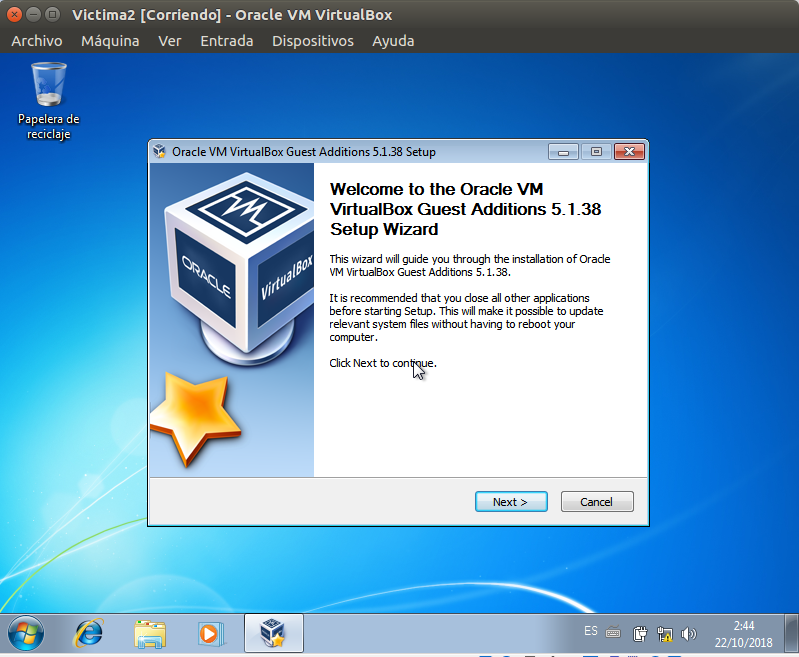 Victima2 [Corriendo] - Oracle VM VirtualBox
Archivo Máquina Ver Entrada Dispositivos Ayuda
Papelera de
reciclaje
Oracle VM VirtualBox Guest Additions 5.1.38 Setup
ORACLE
VirtualBox
Welcome to the Oracle VM
VirtualBox Guest Additions 5.1.38
Setup Wizard
This wizard will guide you through the installation of Oracle
VM VirtualBox Guest Additions 5.1.38.
It is recommended that you close all other applications
before starting Setup. This will make it possible to update
relevant system files without having to reboot your
computer.
Click Next to continue.
Next >
Cancel
ES
2:44
22/10/2018